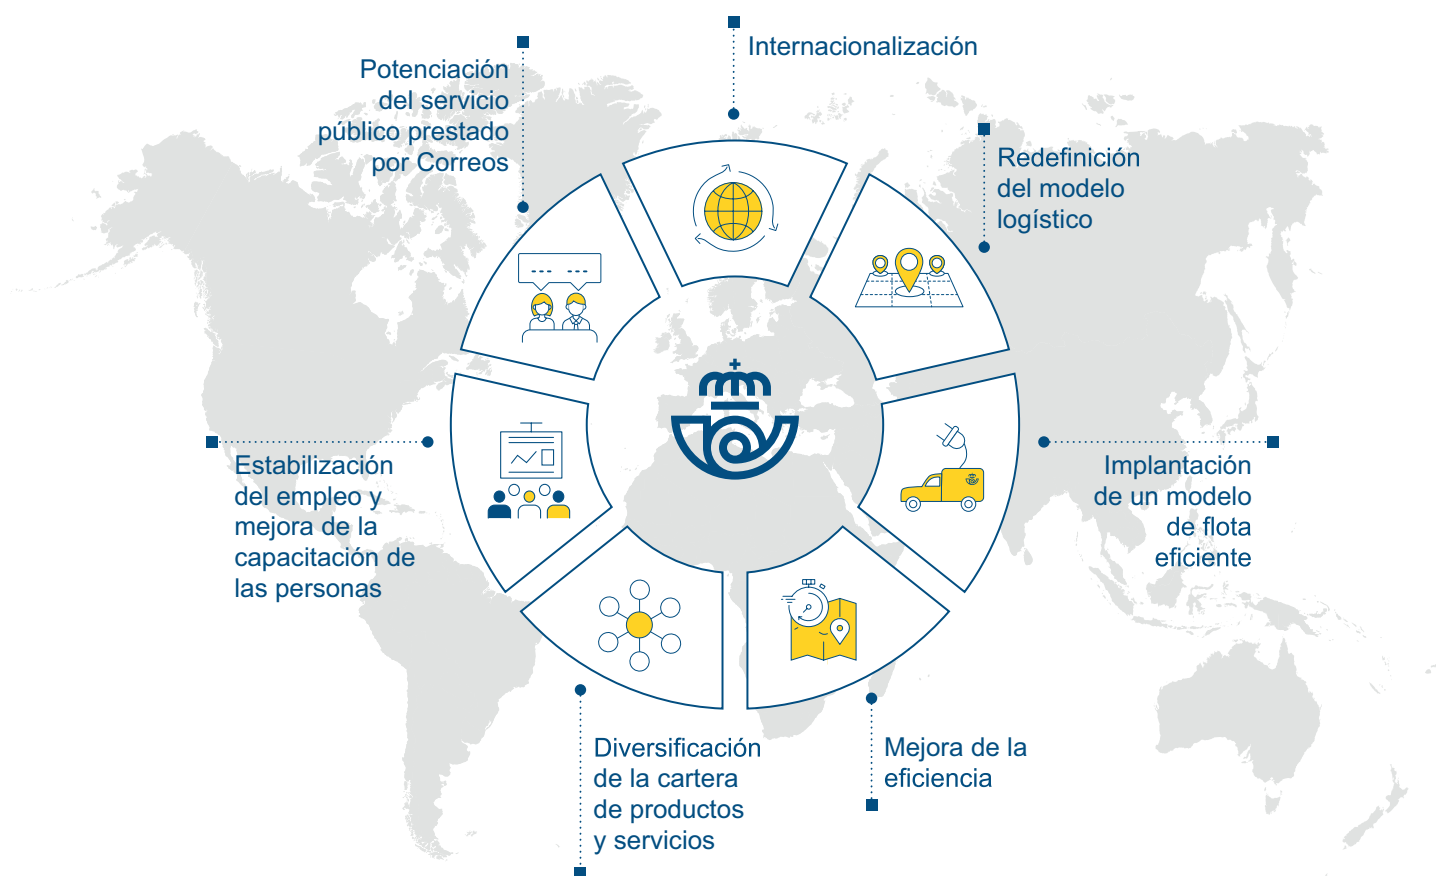 Internacionalización
Potenciación
del servicio
público prestado
por Correos
Redefinición
del modelo
logístico
Estabilización
del empleo y
mejora de la
capacitación de
las personas
Implantación
de un modelo
de flota
eficiente
Diversificación
de la cartera
de productos
y servicios
Mejora de la
eficiencia